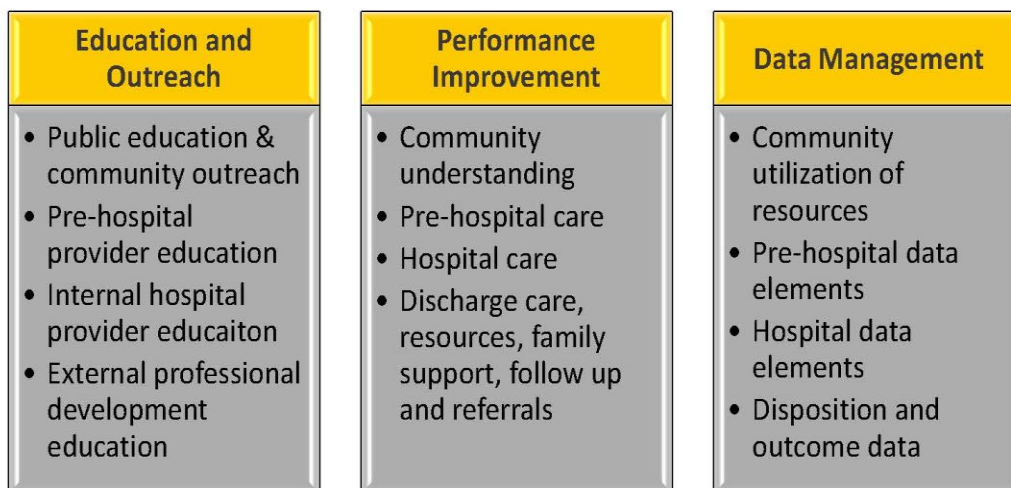 Education and
Outreach
• Public education &
community outreach
• Pre-hospital
provider education
• Internal hospital
provider educaiton
• External professional
development
education
Performance
Improvement
• Community
understanding
• Pre-hospital care
• Hospital care
• Discharge care,
resources, family
support, follow up
and referrals
Data Management
• Community
utilization of
resources
• Pre-hospital data
elements
• Hospital data
elements
• Disposition and
outcome data